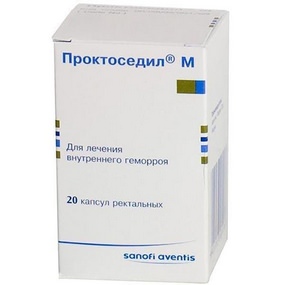 Проктоседил® М
Для лечения
внутреннего геморроя
20 капсул ректальных
sanofi aventis